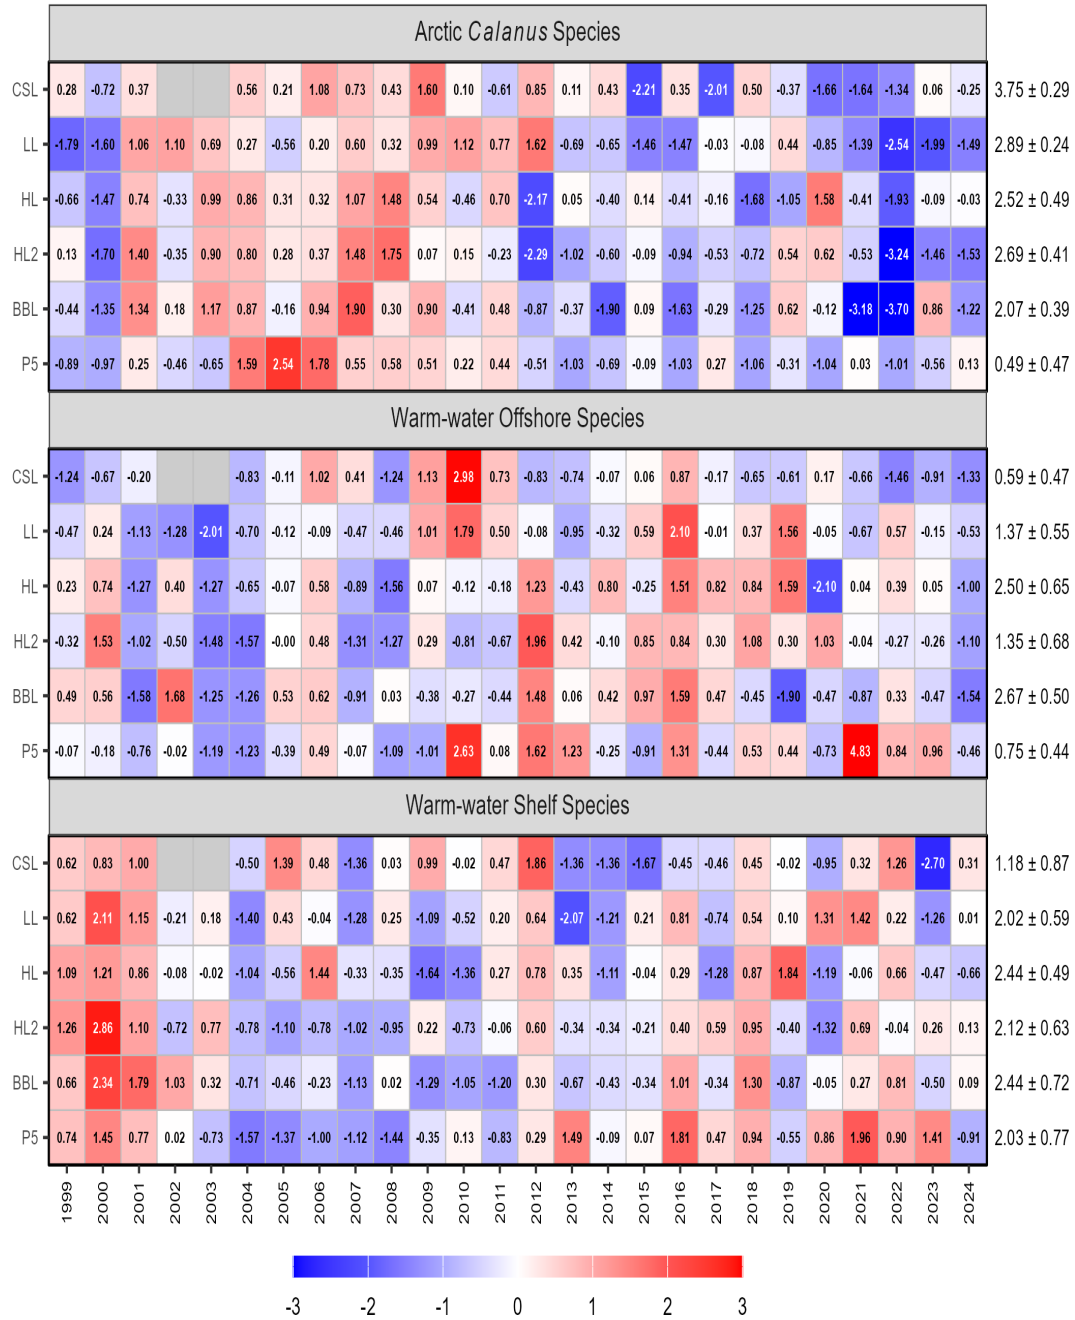 Arctic Calanus Species
CSL 0.28 -0.72 0.37 0.56 0.21 1.08 0.73 0.43 1.60 0.10 -0.61 0.85 0.11 0.43 -2.21 0.35 -2.01 0.50 -0.37 -1.66 -1.64 -1.34 0.06 -0.25 3.75 ± 0.29
LL -1.79 -1.60 1.06 1.10 0.69 0.27 -0.56 0.20 0.60 0.32 0.99 1.12 0.77 1.62 -0.69 -0.65 -1.46 -1.47 -0.03 -0.08 0.44 -0.85 -1.39 -2.54 -1.99 -1.49 2.89 ± 0.24
HL -0.66 -1.47 0.74 -0.33 0.99 0.86 0.31 0.32 1.07 1.48 0.54 -0.46 0.70 -2.17 0.05 -0.40 0.14 -0.41 -0.16 -1.68 -1.05 1.58 -0.41 -1.93 -0.09 -0.03 2.52 ± 0.49
HL2 0.13 -1.70 1.40 -0.35 0.90 0.80 0.28 0.37 1.48 1.75 0.07 0.15 -0.23 -2.29 -1.02 -0.60 -0.09 -0.94 -0.53 -0.72 0.54 0.62 -0.53 -3.24 -1.46 -1.53 2.69 ± 0.41
BBL -0.44 -1.35 1.34 0.18 1.17 0.87 -0.16 0.94 1.90 0.30 0.90 -0.41 0.48 -0.87 -0.37 -1.90 0.09 -1.63 -0.29 -1.25 0.62 -0.12 -3.18 -3.70 0.86 -1.22 2.07 ± 0.39
P5 -0.89 -0.97 0.25 -0.46 -0.65 1.59 2.54 1.78 0.55 0.58 0.51 0.22 0.44 -0.51 -1.03 -0.69 -0.09 -1.03 0.27 -1.06 -0.31 -1.04 0.03 -1.01 -0.56 0.13 0.49 ± 0.47
Warm-water Offshore Species
CSL -1.24 -0.67 -0.20 -0.83 -0.11 1.02 0.41 -1.24 1.13 2.98 0.73 -0.83 -0.74 -0.07 0.06 0.87 -0.17 -0.65 -0.61 0.17 -0.66 -1.46 -0.91 -1.33 0.59 ± 0.47
LL -0.47 0.24 -1.13 -1.28 -2.01 -0.70 -0.12 -0.09 -0.47 -0.46 1.01 1.79 0.50 -0.08 -0.95 -0.32 0.59 2.10 -0.01 0.37 1.56 -0.05 -0.67 0.57 -0.15 -0.53 1.37 ± 0.55
HL 0.23 0.74 -1.27 0.40 -1.27 -0.65 -0.07 0.58 -0.89 -1.56 0.07 -0.12 -0.18 1.23 -0.43 0.80 -0.25 1.51 0.82 0.84 1.59 -2.10 0.04 0.39 0.05 -1.00 2.50 ± 0.65
HL2 -0.32 1.53 -1.02 -0.50 -1.48 -1.57 -0.00 0.48 -1.31 -1.27 0.29 -0.81 -0.67 1.96 0.42 -0.10 0.85 0.84 0.30 1.08 0.30 1.03 -0.04 -0.27 -0.26 -1.10 1.35 ± 0.68
BBL 0.49 0.56 -1.58 1.68 -1.25 -1.26 0.53 0.62 -0.91 0.03 -0.38 -0.27 -0.44 1.48 0.06 0.42 0.97 1.59 0.47 -0.45 -1.90 -0.47 -0.87 0.33 -0.47 -1.54 2.67 ± 0.50
P5 -0.07 -0.18 -0.76 -0.02 -1.19 -1.23 -0.39 0.49 -0.07 -1.09 -1.01 2.63 0.08 1.62 1.23 -0.25 -0.91 1.31 -0.44 0.53 0.44 -0.73 4.83 0.84 0.96 -0.46 0.75 ± 0.44
Warm-water Shelf Species
CSL 0.62 0.83 1.00 -0.50 1.39 0.48 -1.36 0.03 0.99 -0.02 0.47 1.86 -1.36 -1.36 -1.67 -0.45 -0.46 0.45 -0.02 -0.95 0.32 1.26 -2.70 0.31 1.18 ± 0.87
LL 0.62 2.11 1.15 -0.21 0.18 -1.40 0.43 -0.04 -1.28 0.25 -1.09 -0.52 0.20 0.64 -2.07 -1.21 0.21 0.81 -0.74 0.54 0.10 1.31 1.42 0.22 -1.26 0.01 2.02 ± 0.59
HL 1.09 1.21 0.86 -0.08 -0.02 -1.04 -0.56 1.44 -0.33 -0.35 -1.64 -1.36 0.27 0.78 0.35 -1.11 -0.04 0.29 -1.28 0.87 1.84 -1.19 -0.06 0.66 -0.47 -0.66 2.44 ± 0.49
HL2 1.26 2.86 1.10 -0.72 0.77 -0.78 -1.10 -0.78 -1.02 -0.95 0.22 -0.73 -0.06 0.60 -0.34 -0.34 -0.21 0.40 0.59 0.95 -0.40 -1.32 0.69 -0.04 0.26 0.13 2.12 ± 0.63
BBL 0.66 2.34 1.79 1.03 0.32 -0.71 -0.46 -0.23 -1.13 0.02 -1.29 -1.05 -1.20 0.30 -0.67 -0.43 -0.34 1.01 -0.34 1.30 -0.87 -0.05 0.27 0.81 -0.50 0.09 2.44 ± 0.72
P5 0.74 1.45 0.77 0.02 -0.73 -1.57 -1.37 -1.00 -1.12 -1.44 -0.35 0.13 -0.83 0.29 1.49 -0.09 0.07 1.81 0.47 0.94 -0.55 0.86 1.96 0.90 1.41 -0.91 2.03 ± 0.77
1999 2000 2001 2002 2003 2004 2005 2006 2007 2008 2009 2010 2011 2012 2013 2014 2015 2016 2017 2018 2019 2020 2021 2022 2023 2024
-3 -2 -1 0 1 2 3